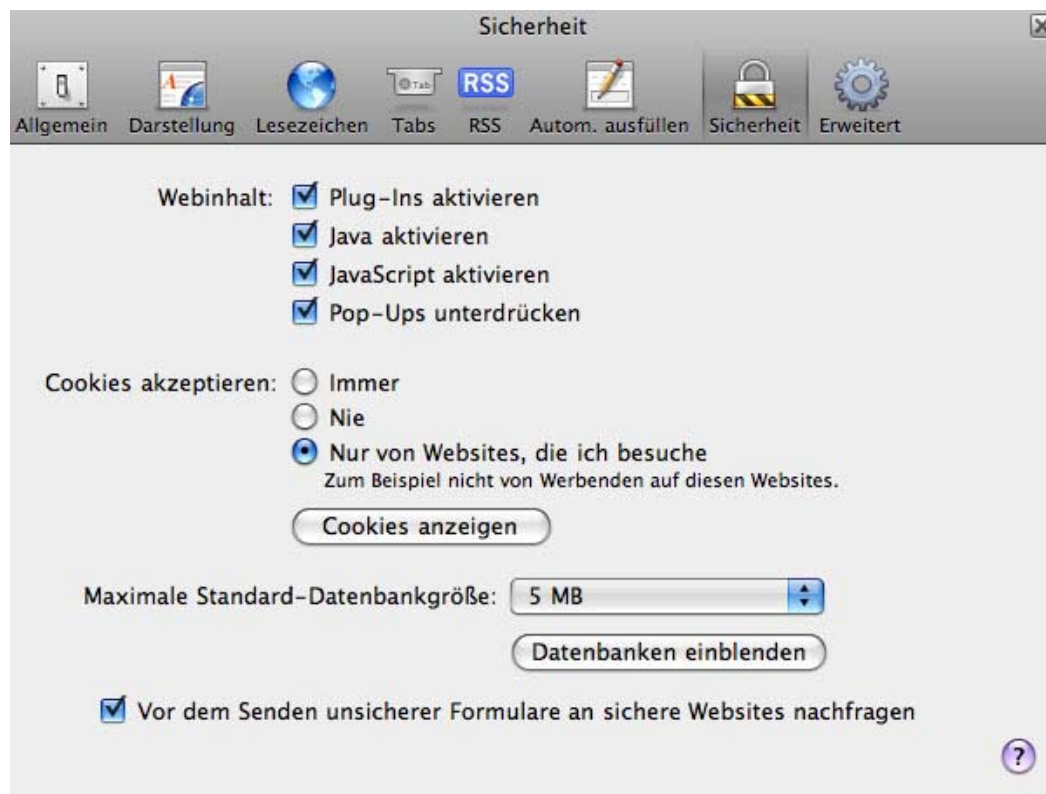 Sicherheit
Tab
RSS
Allgemein Darstellung Lesezeichen Tabs RSS Autom. ausfüllen Sicherheit Erweitert
Webinhalt: Plug-Ins aktivieren
Java aktivieren
JavaScript aktivieren
Pop-Ups unterdrücken
Cookies akzeptieren: Immer
Nie
Nur von Websites, die ich besuche
Zum Beispiel nicht von Werbenden auf diesen Websites.
Cookies anzeigen
Maximale Standard-Datenbankgröße: 5 MB
Datenbanken einblenden
Vor dem Senden unsicherer Formulare an sichere Websites nachfragen
?